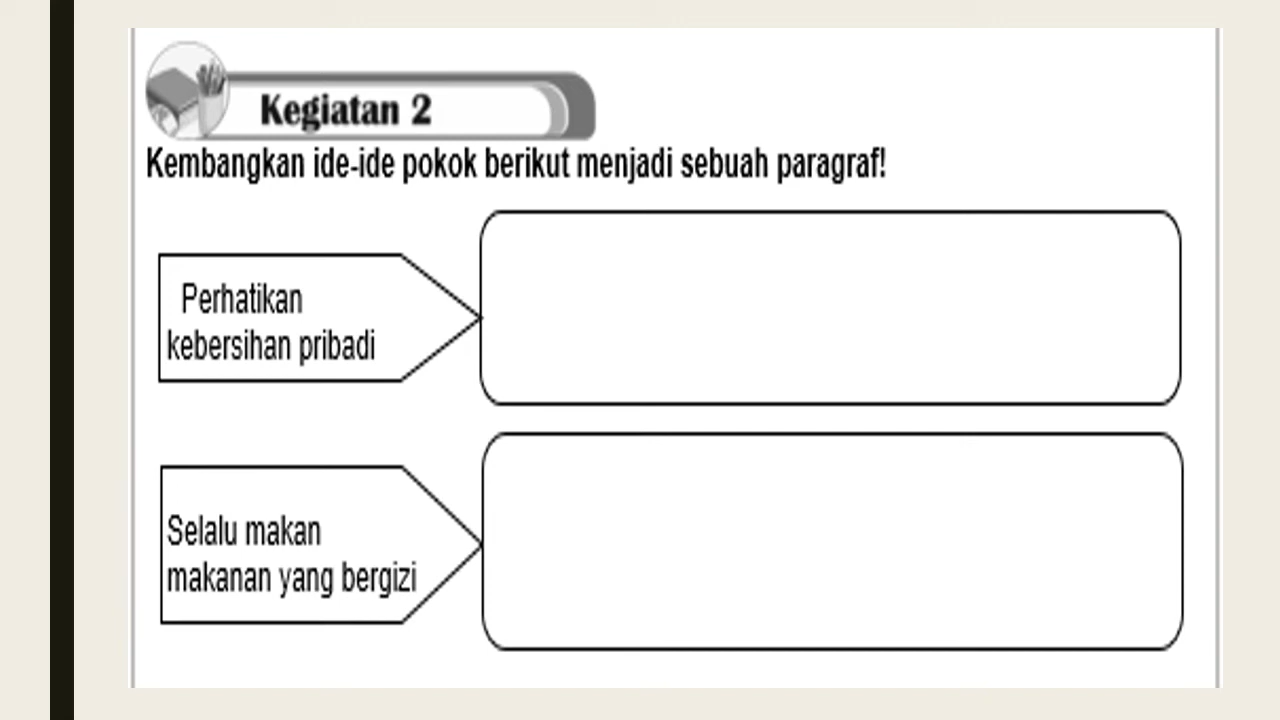 Kegiatan 2
Kembangkan ide-ide pokok berikut menjadi sebuah paragraf!
Perhatikan
kebersihan pribadi
Selalu makan
makanan yang bergizi